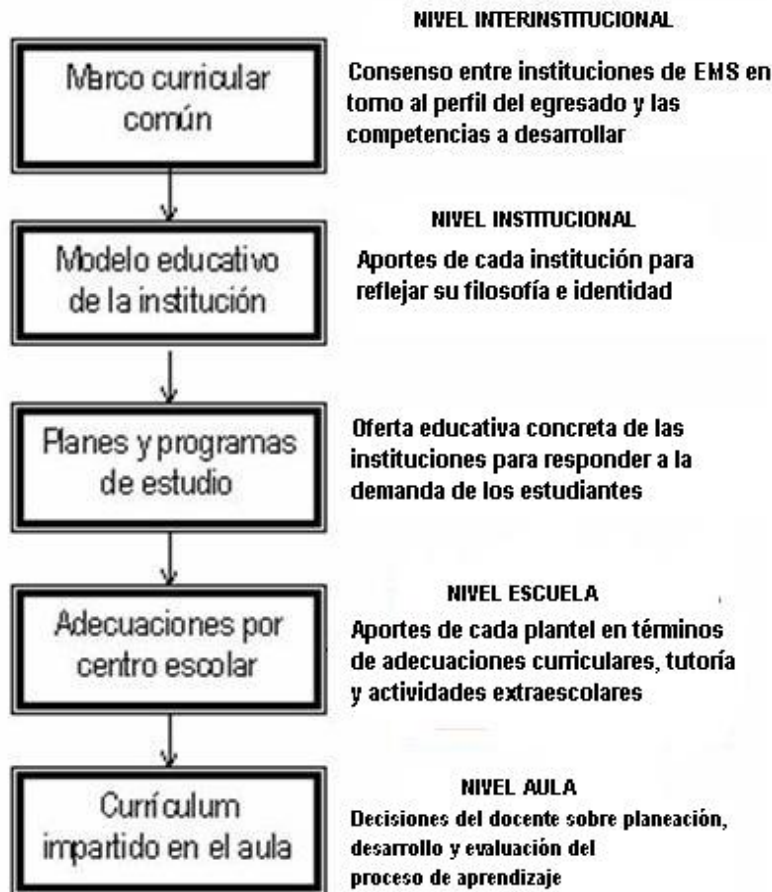 NIVEL INTERINSTITUCIONAL
Marco curricular
común
Consenso entre instituciones de EMS en
torno al perfil del egresado y las
competencias a desarrollar
NIVEL INSTITUCIONAL
Modelo educativo
de la institución
Aportes de cada institución para
reflejar su filosofía e identidad
Planes y programas
de estudio
Oferta educativa concreta de las
instituciones para responder a la
demanda de los estudiantes
NIVEL ESCUELA
Adecuaciones por
centro escolar
Aportes de cada plantel en términos
de adecuaciones curriculares, tutoría
y actividades extraescolares
NIVEL AULA
Currículum
impartido en el aula
Decisiones del docente sobre planeación,
desarrollo y evaluación del
proceso de aprendizaje